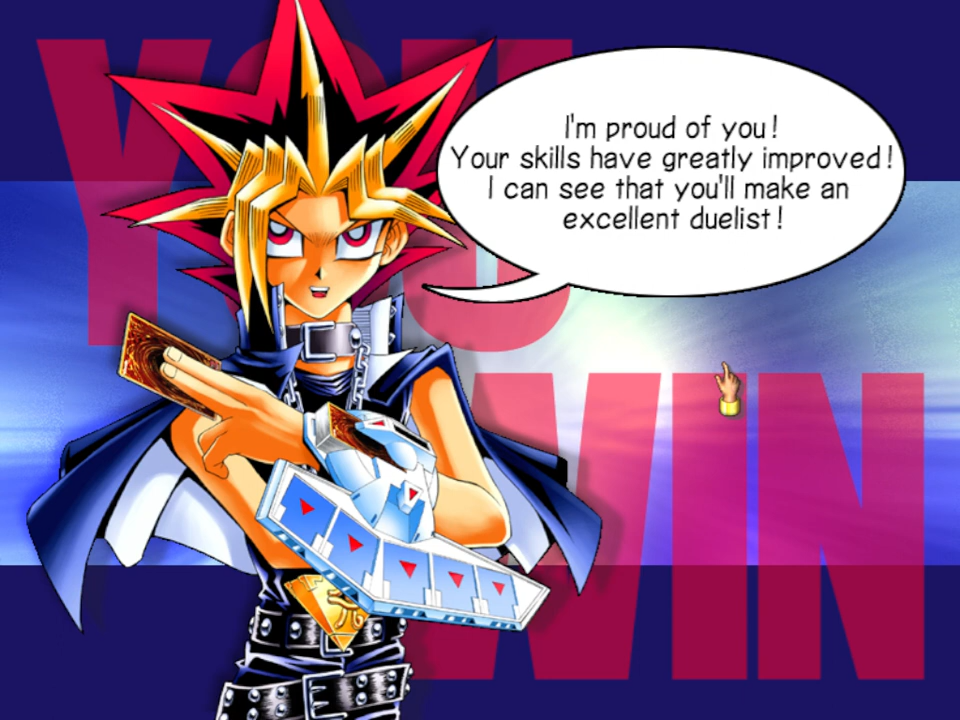 YOU
WIN
I'm proud of you!
Your skills have greatly improved!
I can see that you'll make an
excellent duelist!